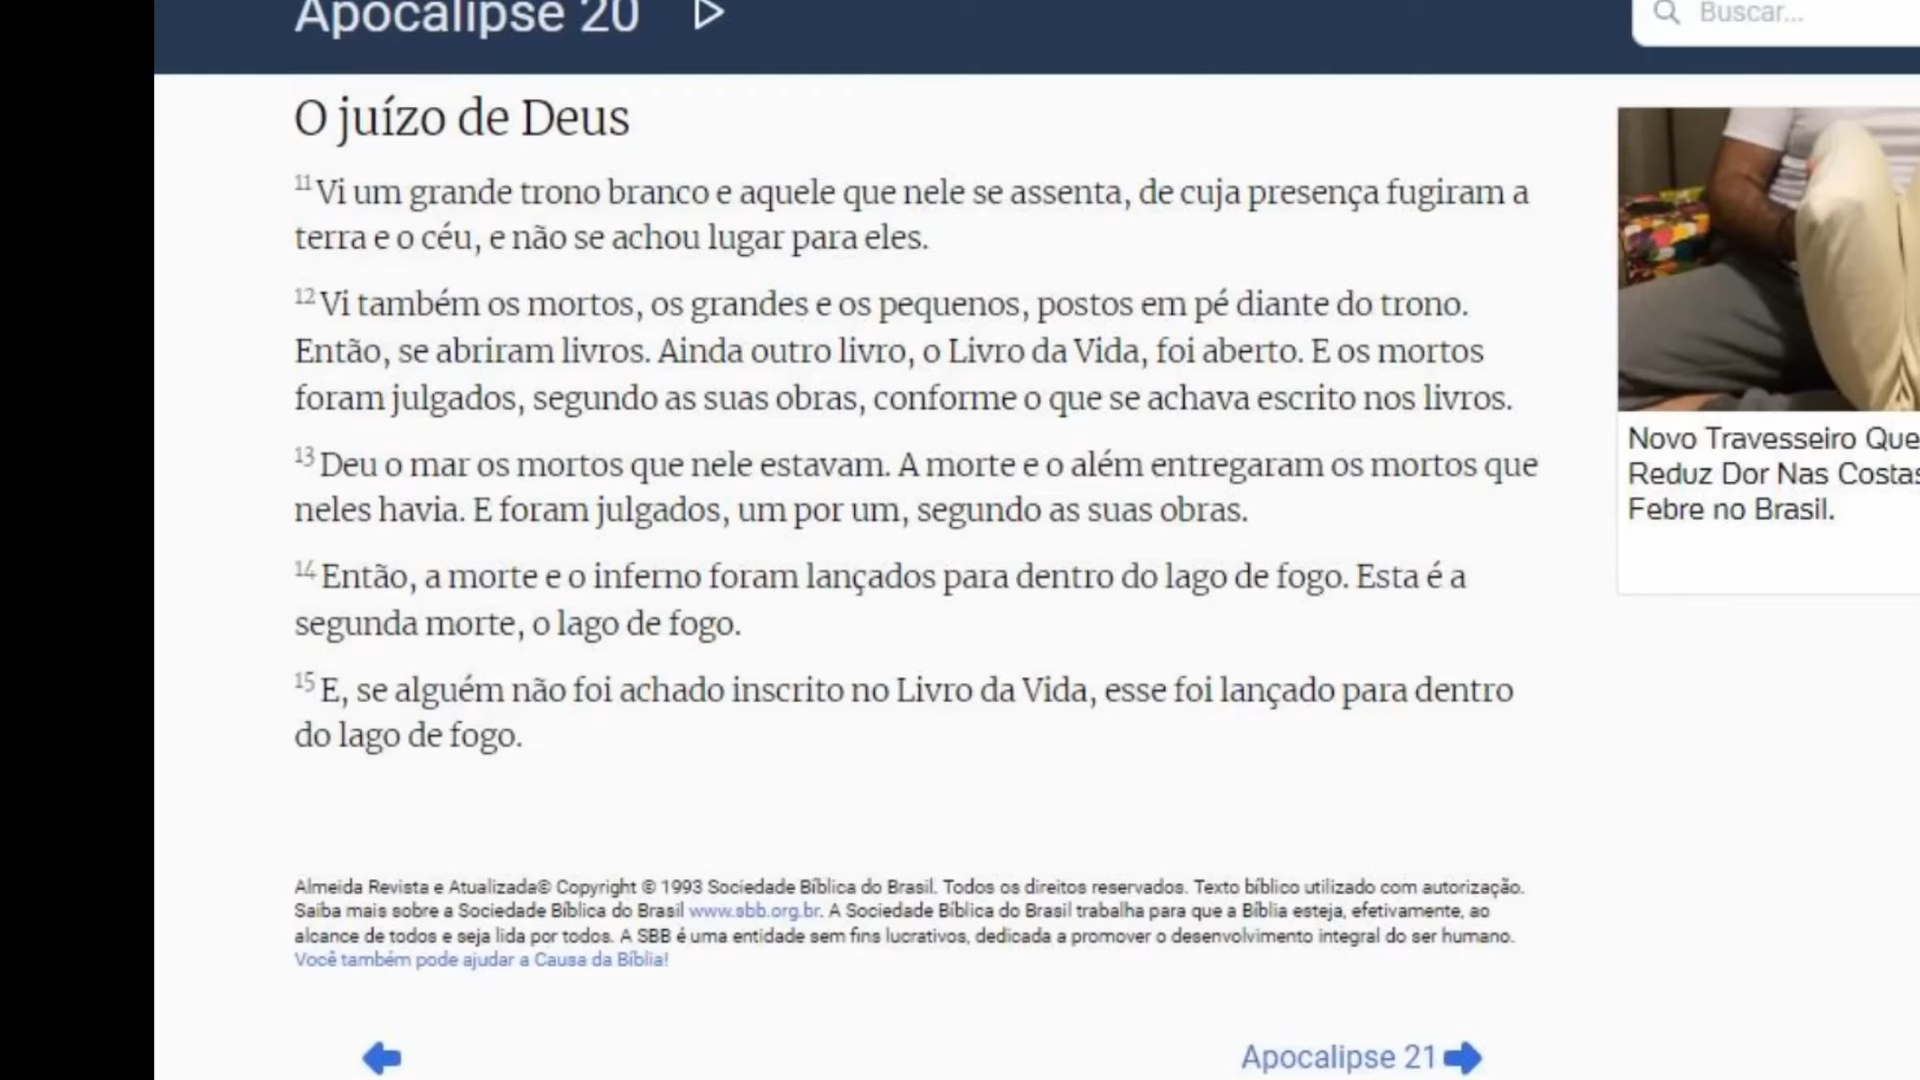 Apocalipse 20
Buscar...
O juízo de Deus
11 Vi um grande trono branco e aquele que nele se assenta, de cuja presença fugiram a
terra e o céu, e não se achou lugar para eles.
12 Vi também os mortos, os grandes e os pequenos, postos em pé diante do trono.
Então, se abriram livros. Ainda outro livro, o Livro da Vida, foi aberto. E os mortos
foram julgados, segundo as suas obras, conforme o que se achava escrito nos livros.
13 Deu o mar os mortos que nele estavam. A morte e o além entregaram os mortos que
neles havia. E foram julgados, um por um, segundo as suas obras.
14 Então, a morte e o inferno foram lançados para dentro do lago de fogo. Esta é a
segunda morte, o lago de fogo.
15 E, se alguém não foi achado inscrito no Livro da Vida, esse foi lançado para dentro
do lago de fogo.
Novo Travesseiro Que
Reduz Dor Nas Costas
Febre no Brasil.
Almeida Revista e Atualizada© Copyright © 1993 Sociedade Bíblica do Brasil. Todos os direitos reservados. Texto bíblico utilizado com autorização.
Saiba mais sobre a Sociedade Bíblica do Brasil www.sbb.org.br. A Sociedade Bíblica do Brasil trabalha para que a Bíblia esteja, efetivamente, ao
alcance de todos e seja lida por todos. A SBB é uma entidade sem fins lucrativos, dedicada a promover o desenvolvimento integral do ser humano.
Você também pode ajudar a Causa da Bíblia!
Apocalipse 21